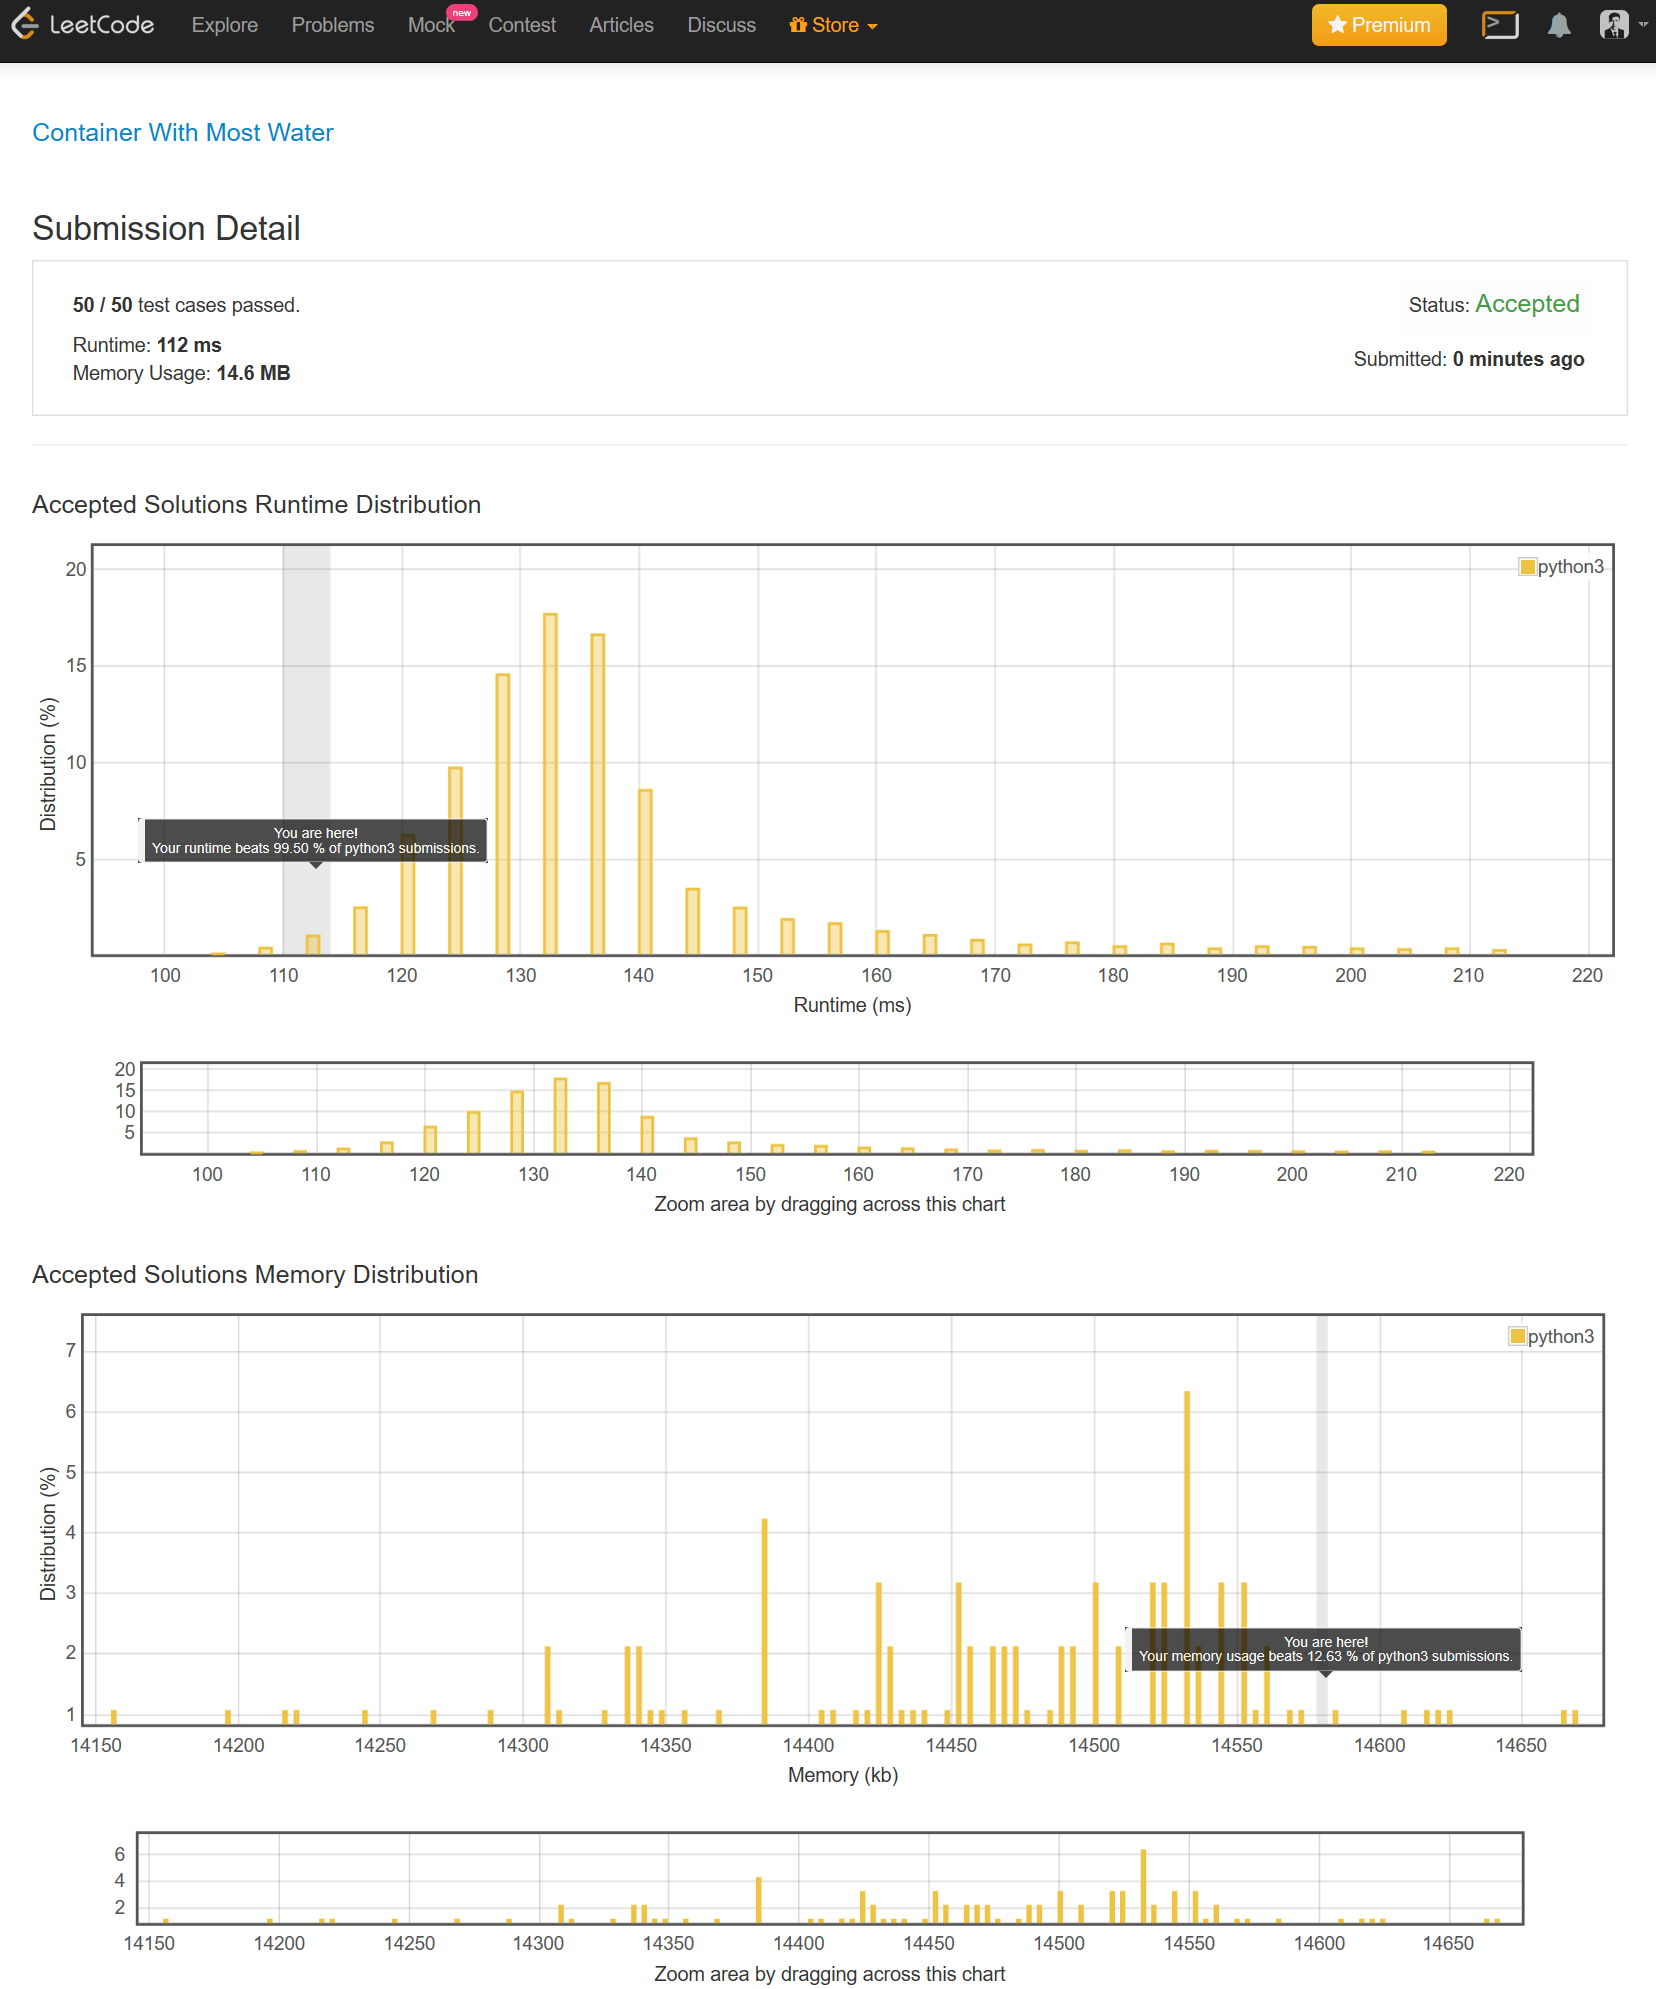 LeetCode Explore Problems Mock new Contest Articles Discuss Store Premium
Container With Most Water
Submission Detail
50 / 50 test cases passed.
Status: Accepted
Runtime: 112 ms
Submitted: 0 minutes ago
Memory Usage: 14.6 MB
Accepted Solutions Runtime Distribution
python3
20
15
10
5
Distribution (%)
You are here!
Your runtime beats 99.50 % of python3 submissions.
100 110 120 130 140 150 160 170 180 190 200 210 220
Runtime (ms)
20
15
10
5
100 110 120 130 140 150 160 170 180 190 200 210 220
Zoom area by dragging across this chart
Accepted Solutions Memory Distribution
python3
7
6
5
4
3
2
1
Distribution (%)
You are here!
Your memory usage beats 12.63 % of python3 submissions.
14150 14200 14250 14300 14350 14400 14450 14500 14550 14600 14650
Memory (kb)
6
4
2
14150 14200 14250 14300 14350 14400 14450 14500 14550 14600 14650
Zoom area by dragging across this chart